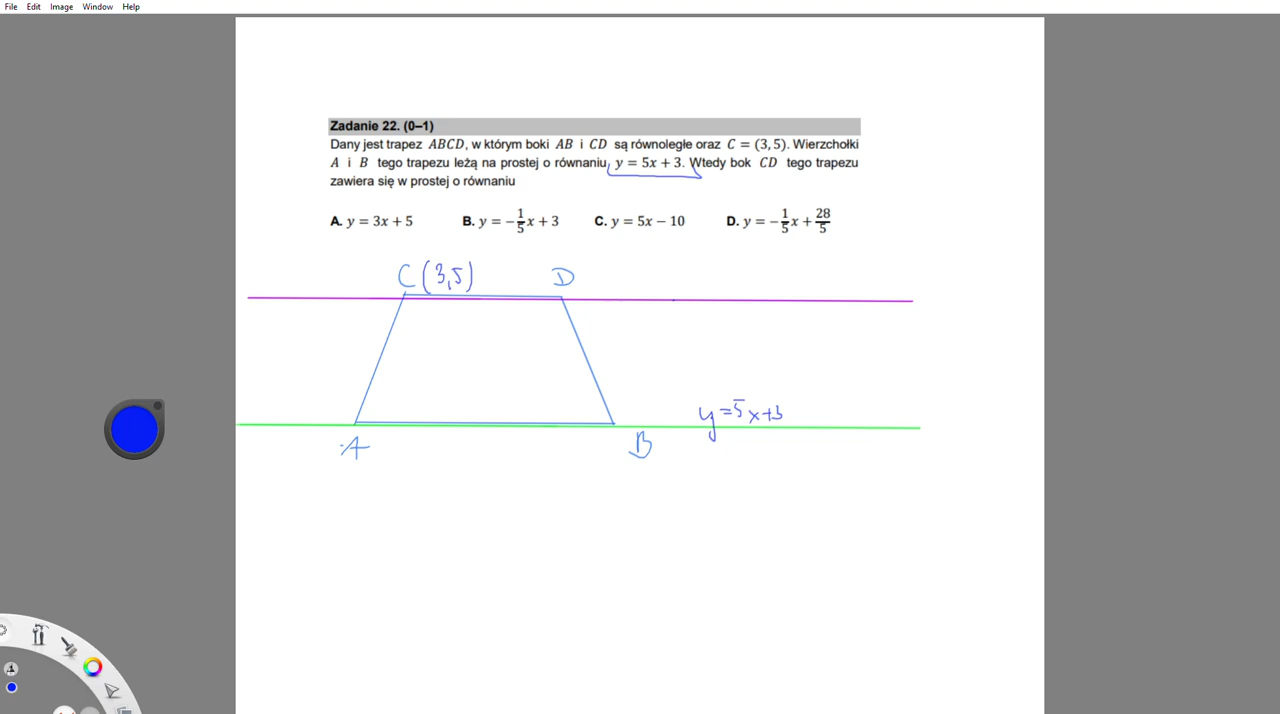 File Edit Image Window Help
Zadanie 22. (0–1)
Dany jest trapez ABCD, w którym boki AB i CD są równoległe oraz C = (3, 5). Wierzchołki
A i B tego trapezu leżą na prostej o równaniu y = 5x + 3. Wtedy bok CD tego trapezu
zawiera się w prostej o równaniu
A. y = 3x + 5 B. y = −1/5x + 3 C. y = 5x − 10 D. y = −1/5x + 28/5
C (3,5) D
y=5x+3
A B